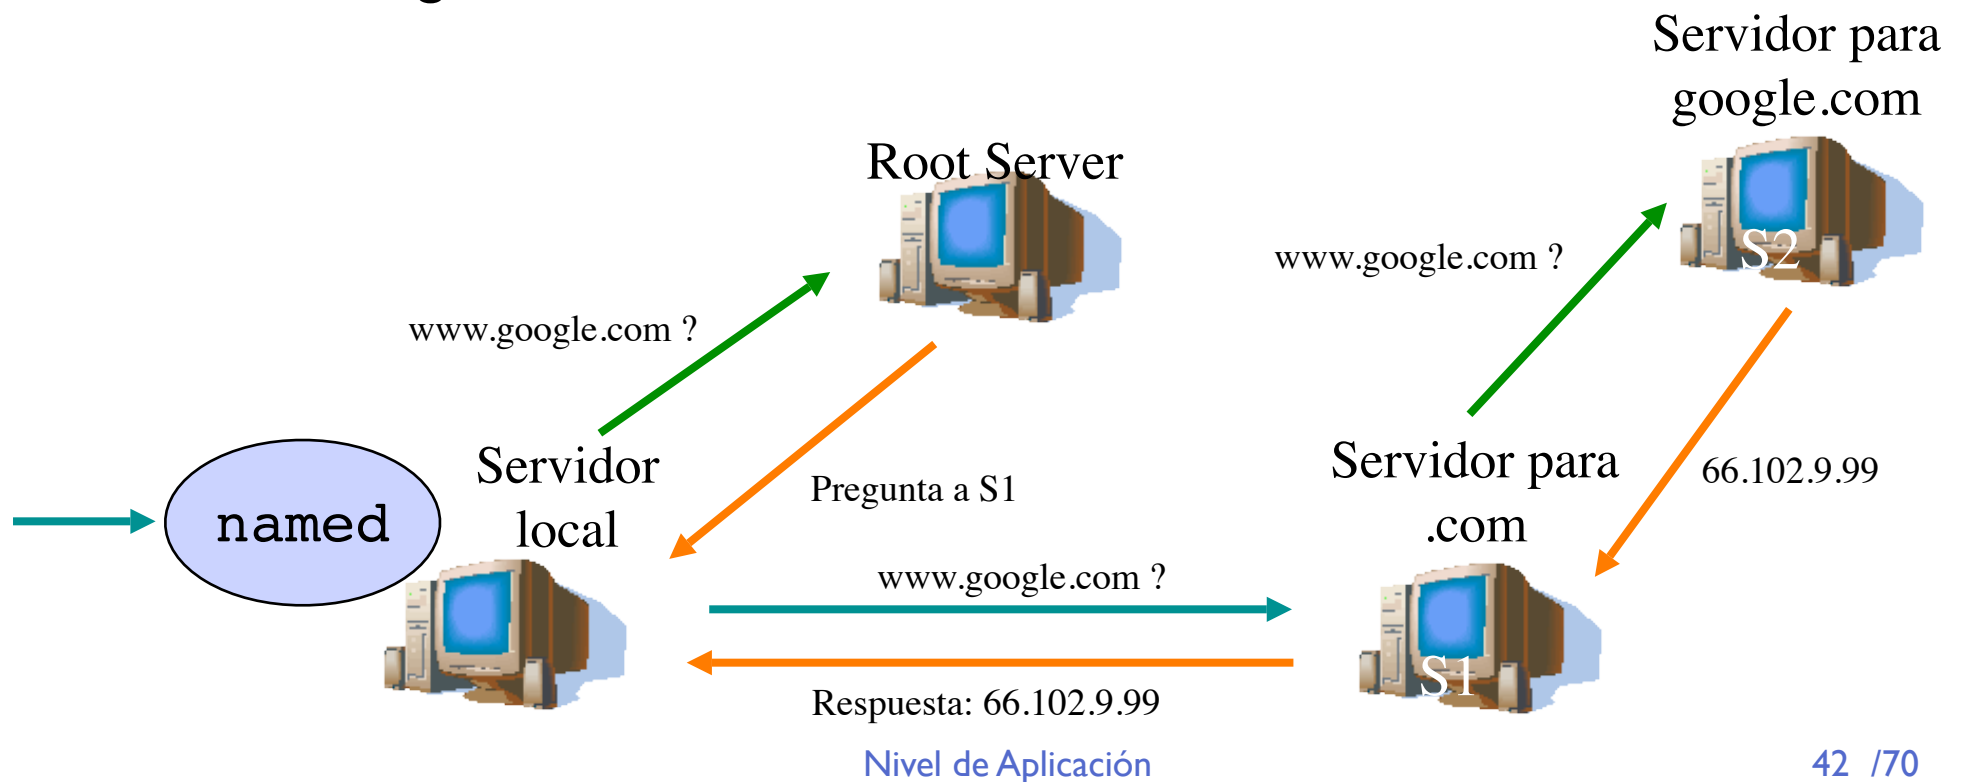 Servidor para
google.com
S2
Root Server
www.google.com ?
www.google.com ?
Servidor
local
named
Pregunta a S1
Servidor para
.com
S1
66.102.9.99
www.google.com ?
Respuesta: 66.102.9.99
Nivel de Aplicación
42 /70